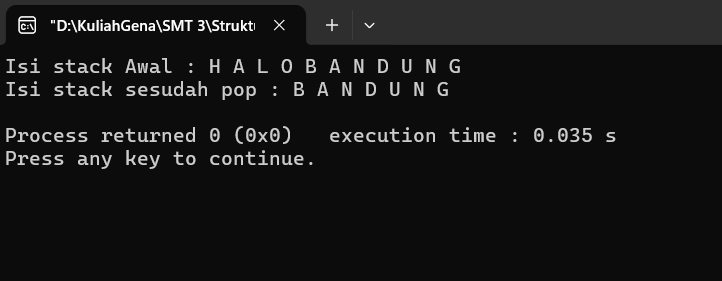 "D:\KuliahGena\SMT 3\Strukt
Isi stack Awal : H A L O B A N D U N G
Isi stack sesudah pop : B A N D U N G
Process returned 0 (0x0)   execution time : 0.035 s
Press any key to continue.